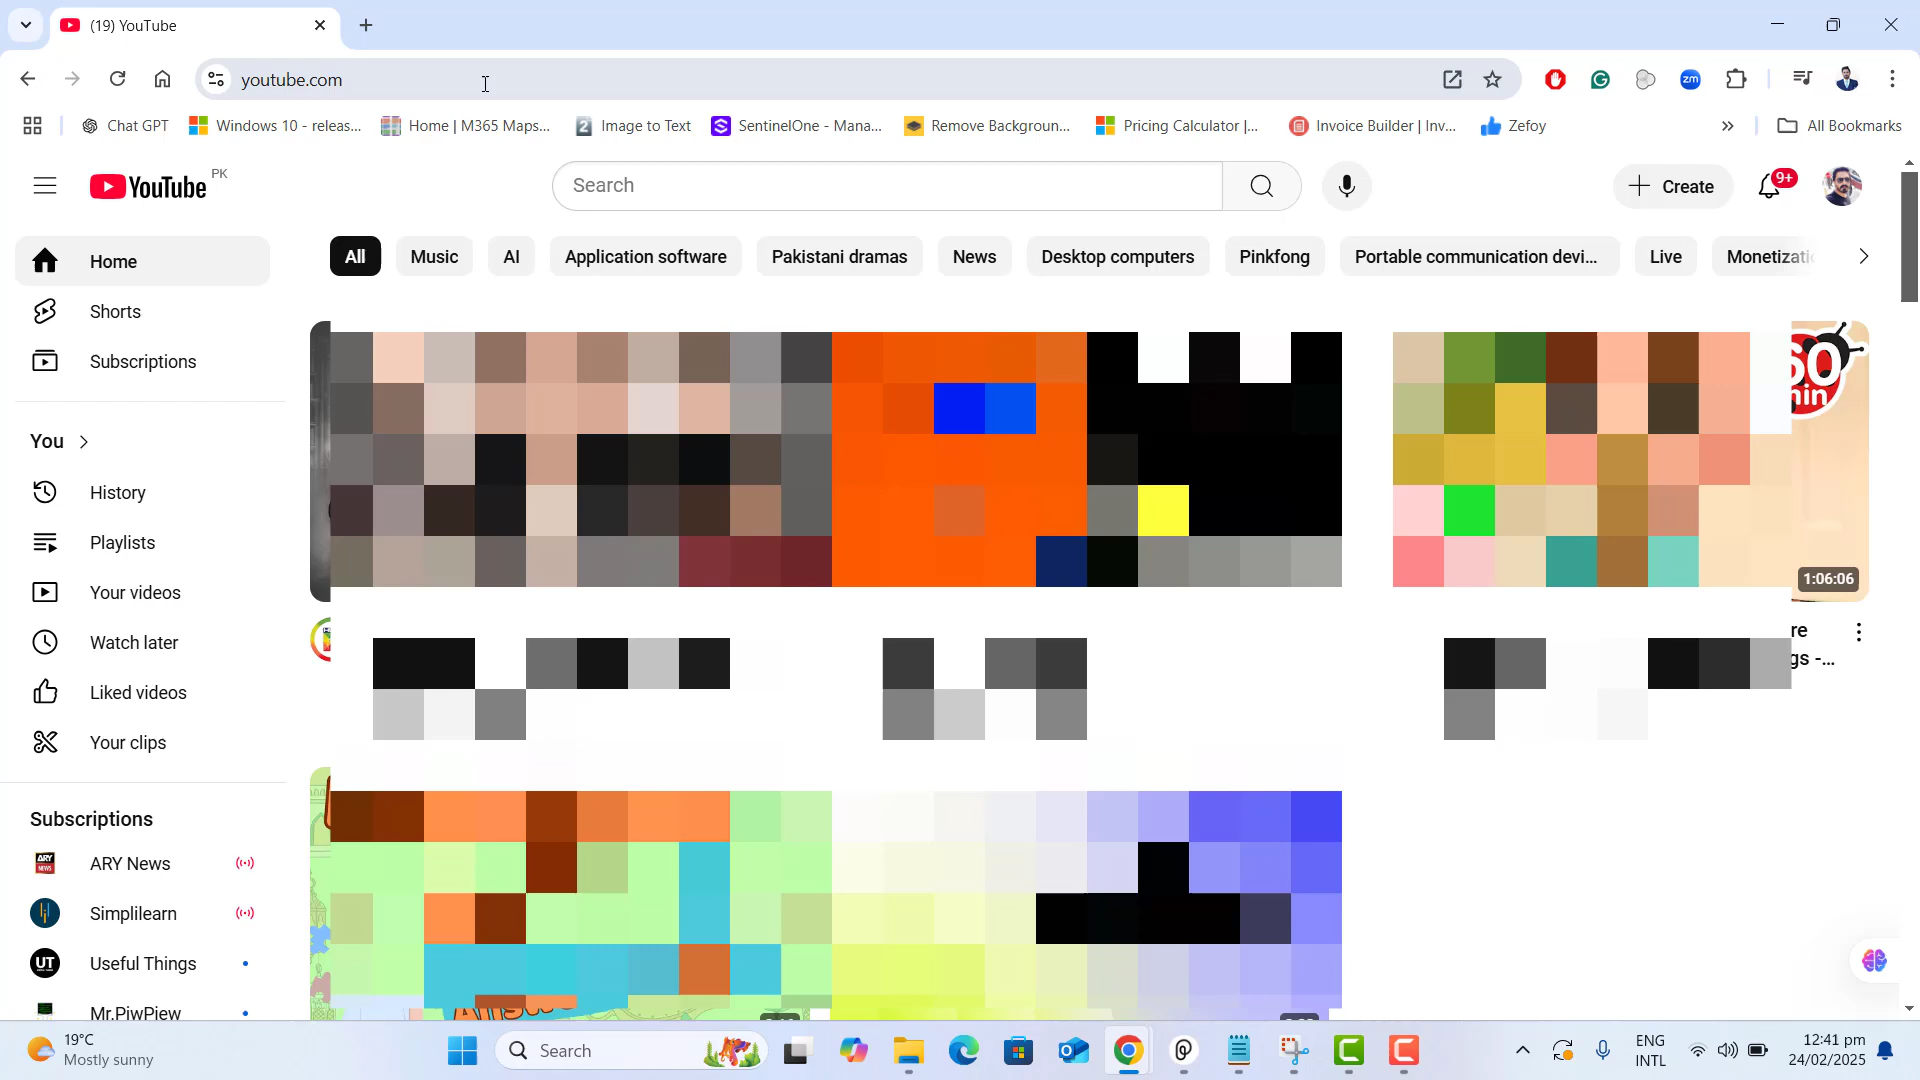 (19) YouTube
youtube.com
zm
Chat GPT
Windows 10 - releas...
Home | M365 Maps...
Image to Text
SentinelOne - Mana...
Remove Backgroun...
Pricing Calculator |...
Invoice Builder | Inv...
Zefoy
All Bookmarks
YouTube PK
Search
Create
9+
Home
All
Music
AI
Application software
Pakistani dramas
News
Desktop computers
Pinkfong
Portable communication devi...
Live
Shorts
Subscriptions
You
History
Playlists
Your videos
Watch later
Liked videos
Your clips
1:06:06
Subscriptions
ARY News
Simplilearn
UT
Useful Things
Mr.PiwPiew
19°C
Mostly sunny
Search
ENG
INTL
12:41 pm
24/02/2025